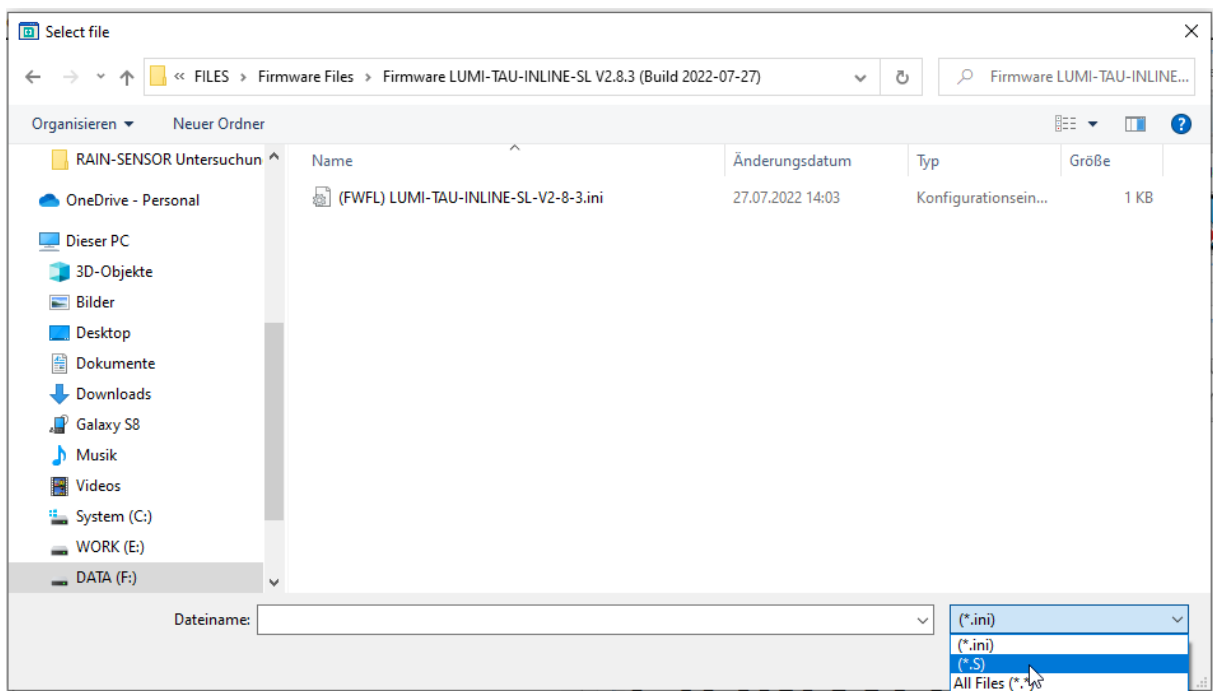 Select file
« FILES › Firmware Files › Firmware LUMI-TAU-INLINE-SL V2.8.3 (Build 2022-07-27)
Firmware LUMI-TAU-INLINE...
Organisieren
Neuer Ordner
RAIN-SENSOR Untersuchun
OneDrive - Personal
Dieser PC
3D-Objekte
Bilder
Desktop
Dokumente
Downloads
Galaxy S8
Musik
Videos
System (C:)
WORK (E:)
DATA (F:)
Name Änderungsdatum Typ Größe
(FWFL) LUMI-TAU-INLINE-SL-V2-8-3.ini 27.07.2022 14:03 Konfigurationsein... 1 KB
Dateiname:
(*.ini)
(*.ini)
(*.S)
All Files (*.*)